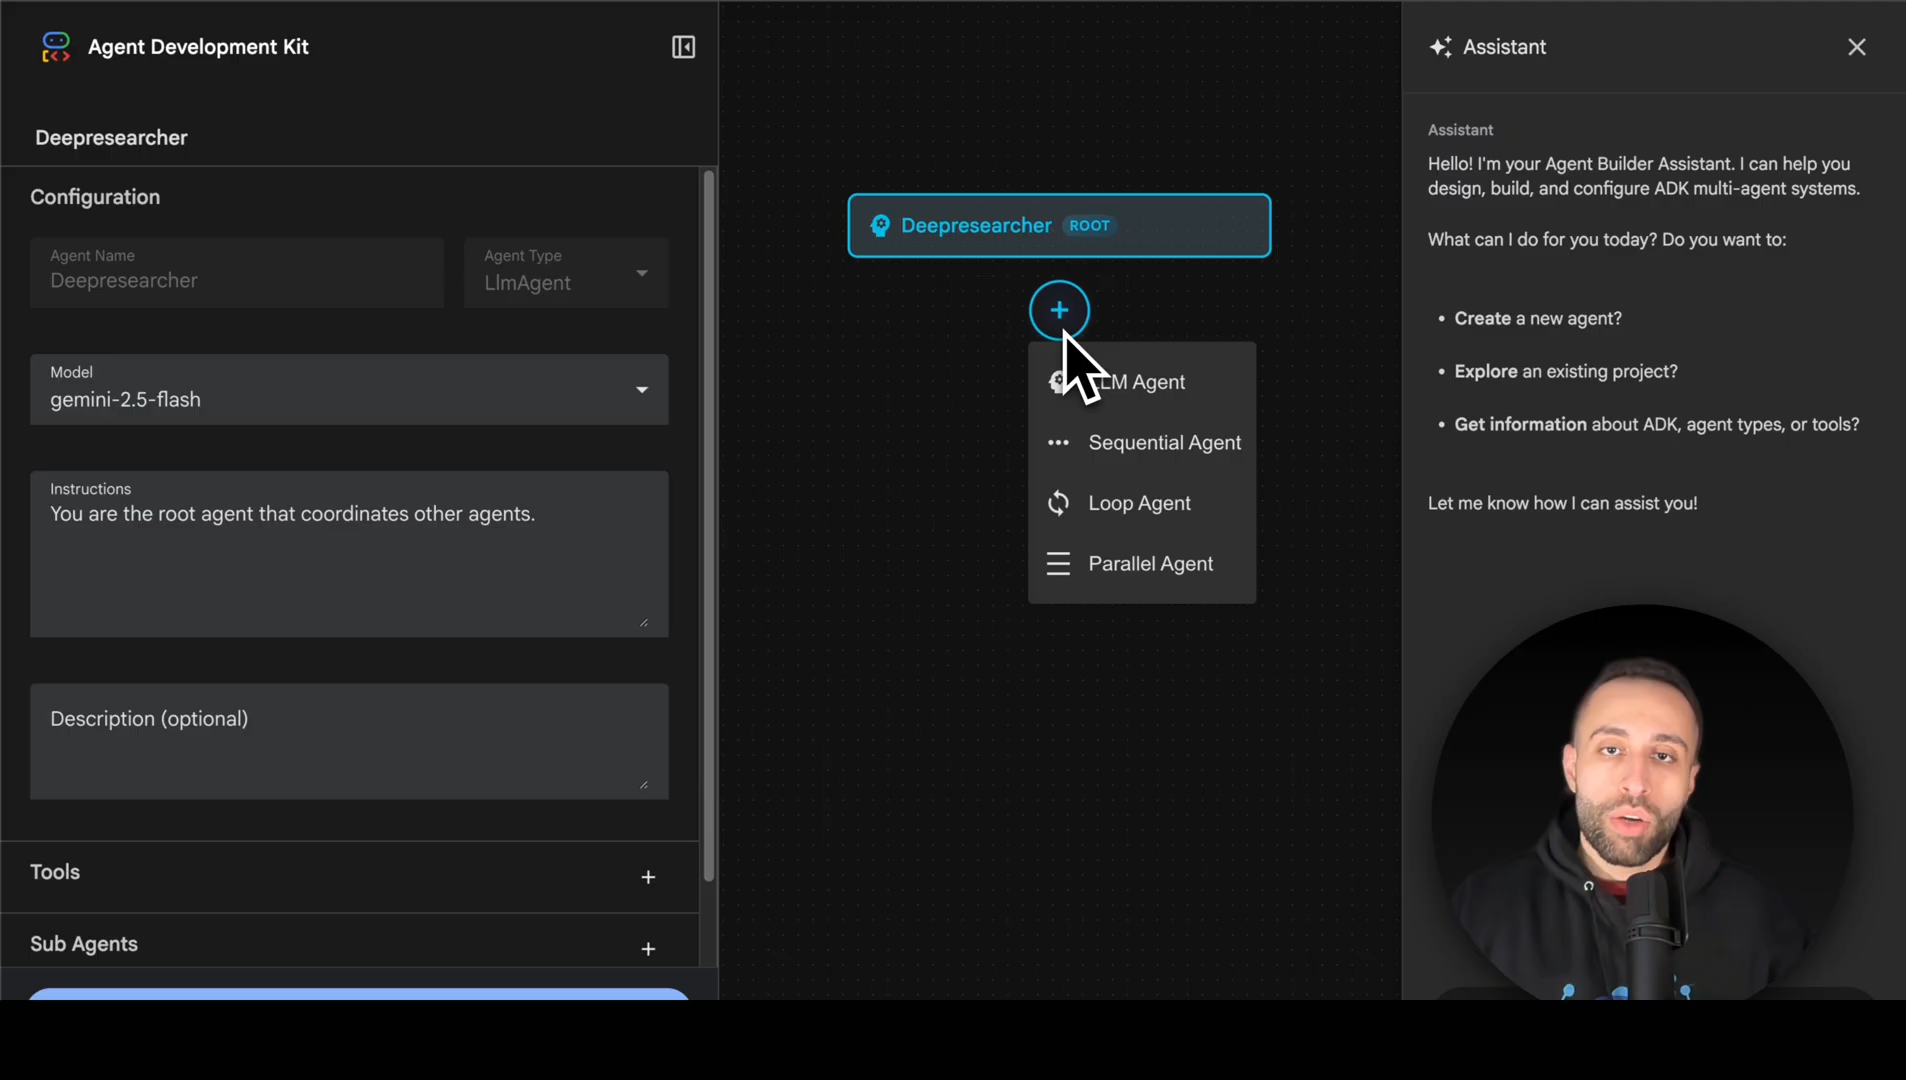 Agent Development Kit
Deepresearcher
Configuration
Agent Name
Deepresearcher
Agent Type
LlmAgent
Model
gemini-2.5-flash
Instructions
You are the root agent that coordinates other agents.
Description (optional)
Tools
Sub Agents
Deepresearcher ROOT
LLM Agent
Sequential Agent
Loop Agent
Parallel Agent
Assistant
Assistant
Hello! I'm your Agent Builder Assistant. I can help you
design, build, and configure ADK multi-agent systems.
What can I do for you today? Do you want to:
• Create a new agent?
• Explore an existing project?
• Get information about ADK, agent types, or tools?
Let me know how I can assist you!